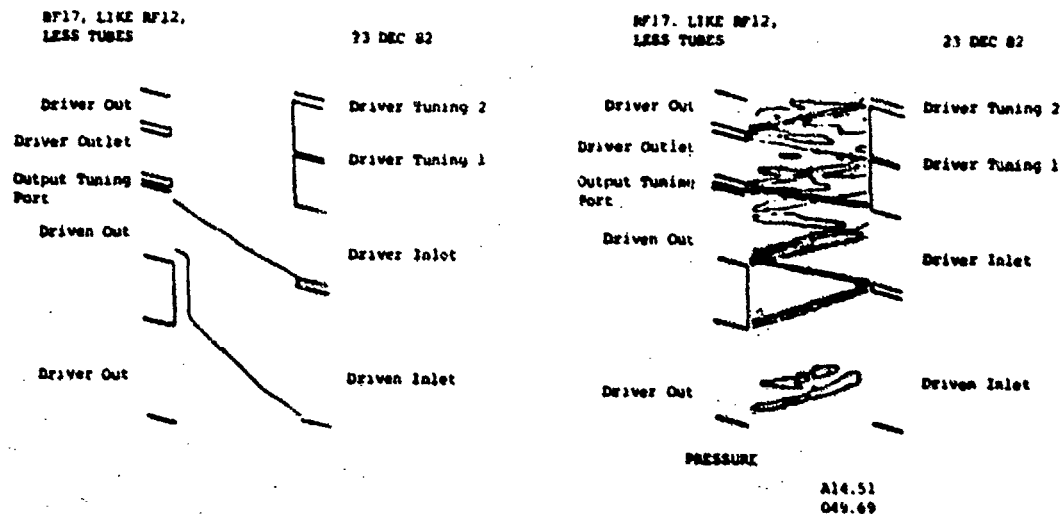 RF17, LIKE RF12,
LESS TUBES
23 DEC 82
Driver Out
Driver Outlet
Output Tuning
Port
Driven Out
Driver Out
Driver Tuning 2
Driver Tuning 1
Driver Inlet
Driven Inlet
RF17. LIKE RF12,
LESS TUBES
23 DEC 82
Driver Out
Driver Outlet
Output Tuning
Port
Driven Out
Driver Out
Driver Tuning 2
Driver Tuning 1
Driver Inlet
Driven Inlet
PRESSURE
A14.51
O49.69